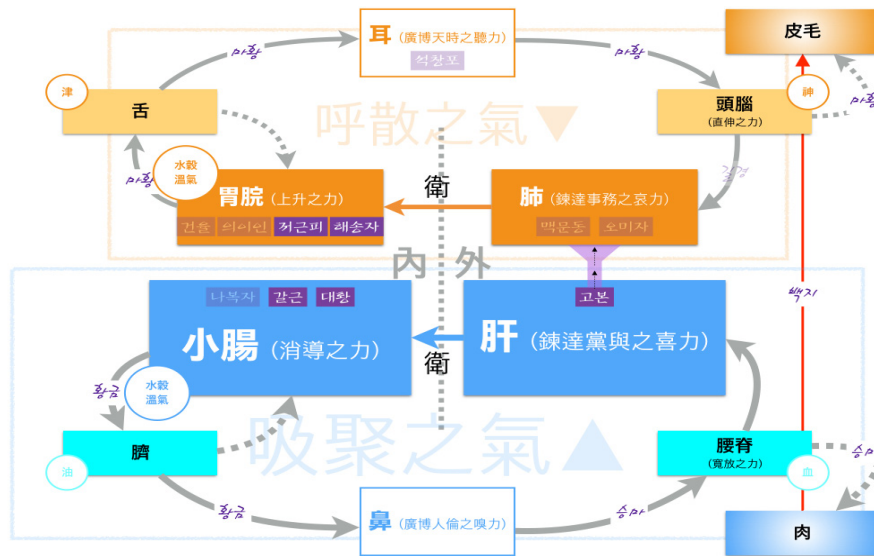 耳 (廣博天時之聽力)
석창포
皮毛
마황
마황
津
舌
頭腦
(直伸之力)
神
마황
呼散之氣▼
水穀
溫氣
마황
胃脘 (上升之力)
건율 의이인 저근피 해송자
衛
肺 (鍊達事務之哀力)
맥문동 오미자
길경
內 外
백지
나복자 갈근 대황
小腸 (消導之力)
고본
肝 (鍊達黨與之喜力)
衛
황금
水穀
溫氣
吸聚之氣▲
臍
油
腰脊
(寬放之力)
血
승마
황금
鼻 (廣博人倫之嗅力)
승마
肉